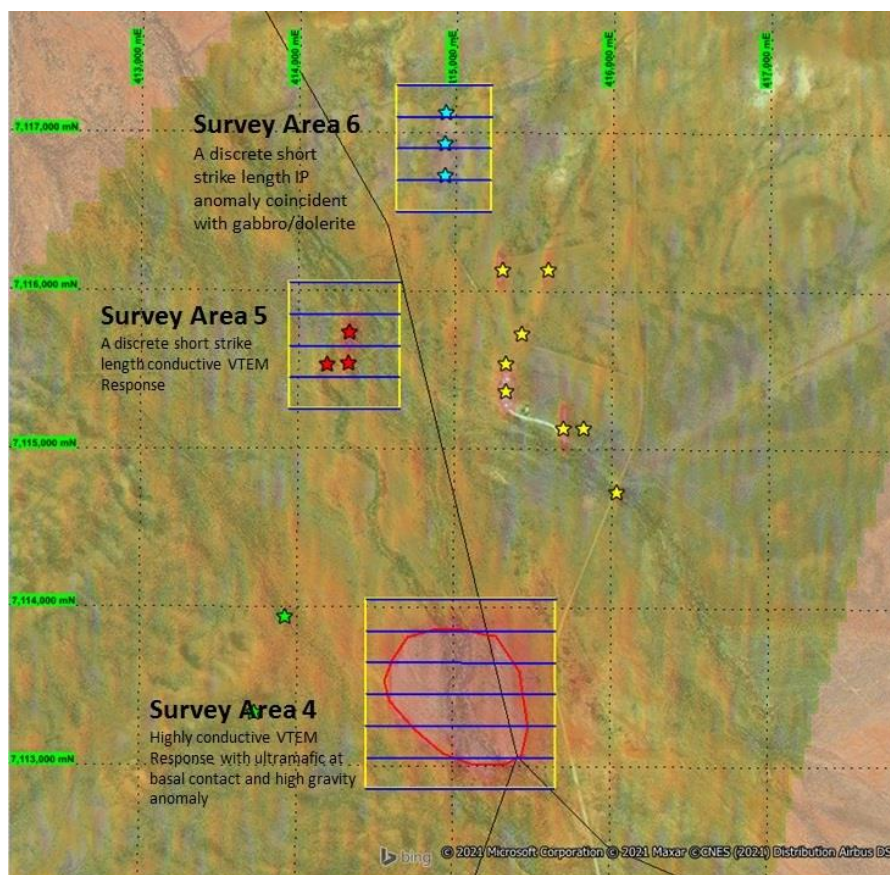 413,000 mE
414,000 mE
415,000 mE
416,000 mE
417,000 mE
7,117,000 mN
Survey Area 6
A discrete short
strike length IP
anomaly coincident
with gabbro/dolerite
7,116,000 mN
Survey Area 5
A discrete short strike
length conductive VTEM
Response
7,115,000 mN
7,114,000 mN
Survey Area 4
Highly conductive VTEM
Response with ultramafic at
basal contact and high gravity
anomaly
7,113,000 mN
bing
© 2021 Microsoft Corporation © 2021 Maxar ©CNES (2021) Distribution Airbus DS